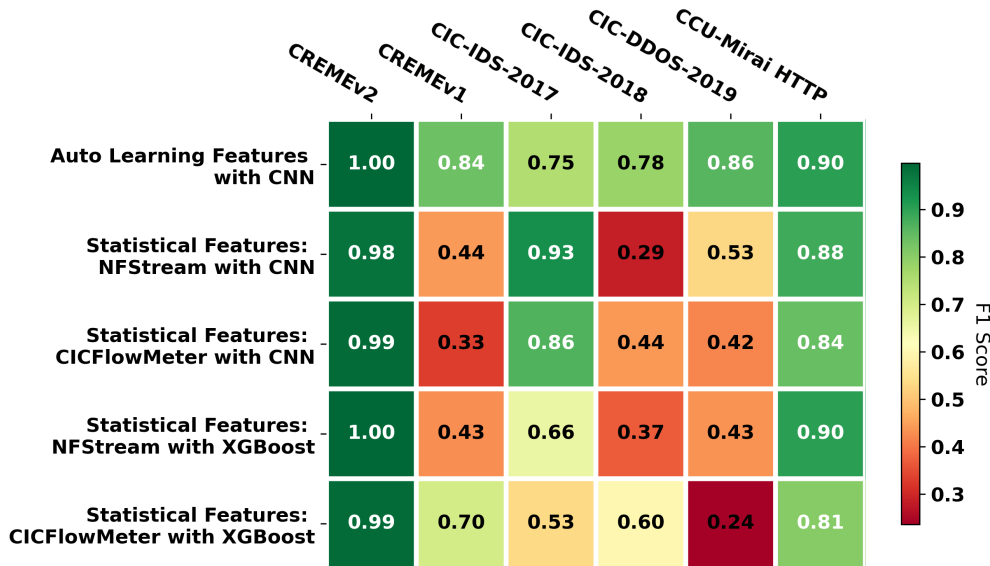 CREMEv2
CREMEv1
CIC-IDS-2017
CIC-IDS-2018
CIC-DDOS-2019
CCU-Mirai HTTP
Auto Learning Features
with CNN
1.00 0.84 0.75 0.78 0.86 0.90
Statistical Features:
NFStream with CNN
0.98 0.44 0.93 0.29 0.53 0.88
Statistical Features:
CICFlowMeter with CNN
0.99 0.33 0.86 0.44 0.42 0.84
Statistical Features:
NFStream with XGBoost
1.00 0.43 0.66 0.37 0.43 0.90
Statistical Features:
CICFlowMeter with XGBoost
0.99 0.70 0.53 0.60 0.24 0.81
0.9
0.8
0.7
0.6
0.5
0.4
0.3
F1 Score